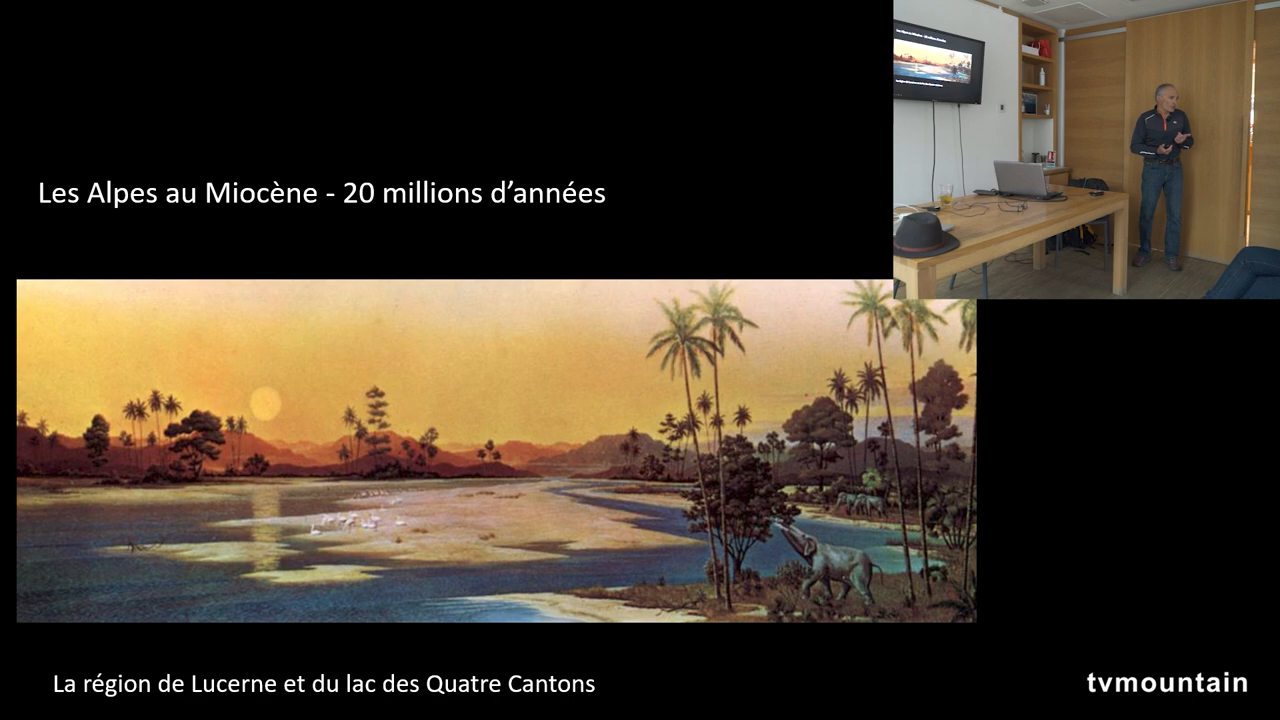 Les Alpes au Miocène - 20 millions d’années
La région de Lucerne et du lac des Quatre Cantons
tvmountain